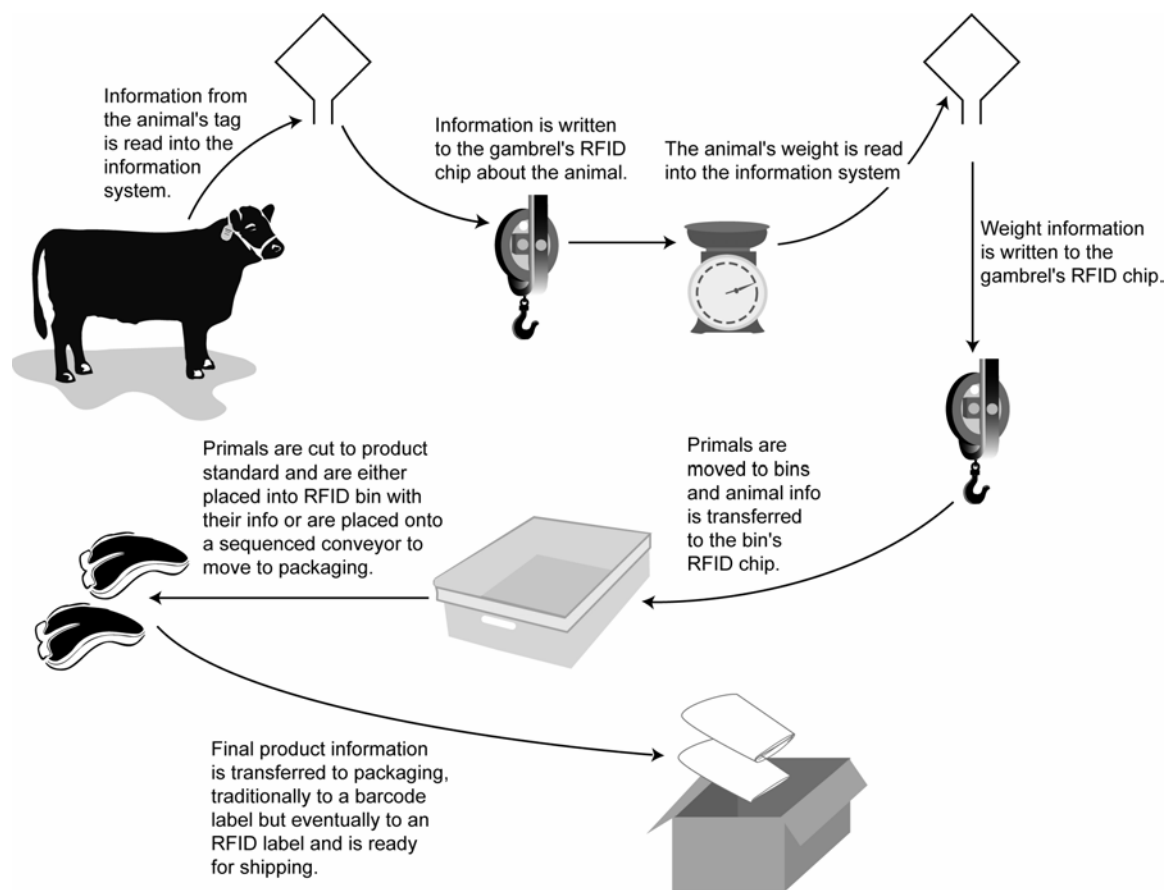 Information from
the animal's tag
is read into the
information
system.
Information is written
to the gambrel's RFID
chip about the animal.
The animal's weight is read
into the information system
Weight information
is written to the
gambrel's RFID chip.
Primals are
moved to bins
and animal info
is transferred
to the bin's
RFID chip.
Primals are cut to product
standard and are either
placed into RFID bin with
their info or are placed onto
a sequenced conveyor to
move to packaging.
Final product information
is transferred to packaging,
traditionally to a barcode
label but eventually to an
RFID label and is ready
for shipping.